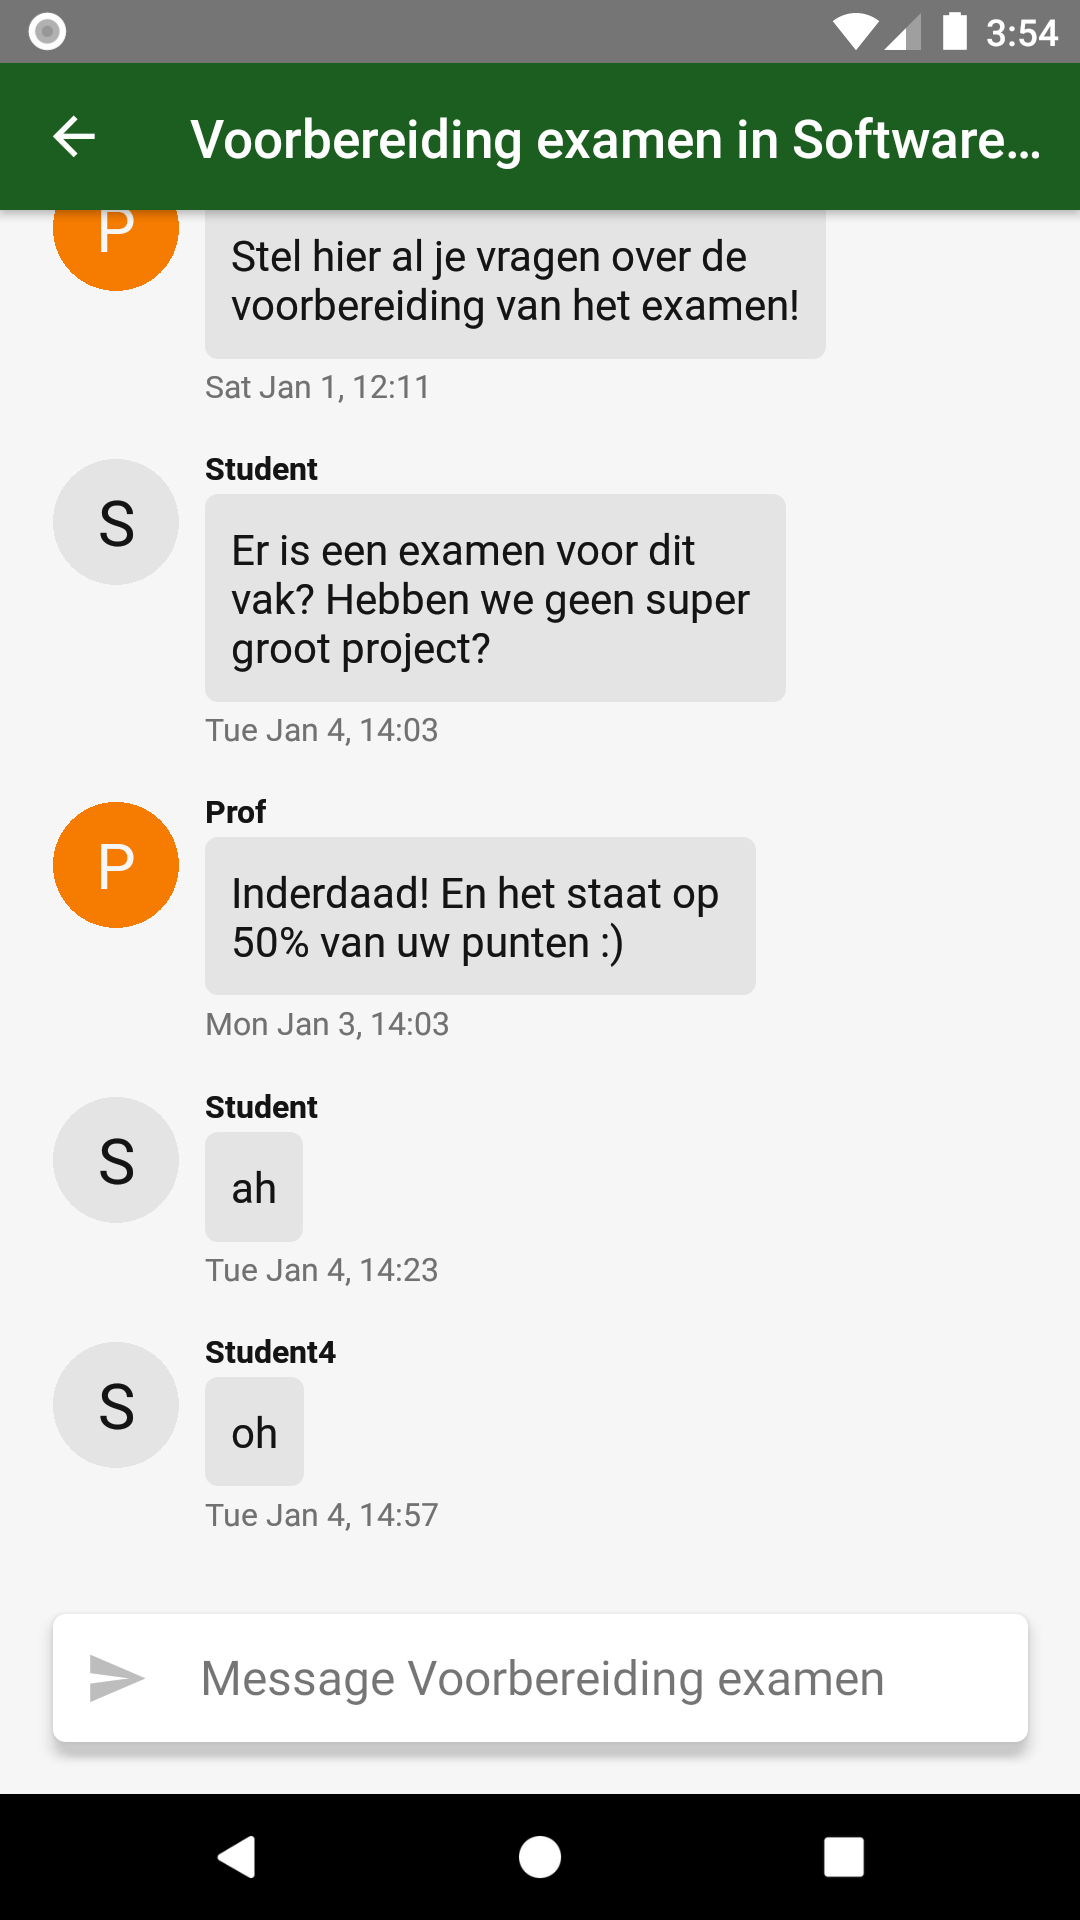 3:54
Voorbereiding examen in Software...
P
Stel hier al je vragen over de
voorbereiding van het examen!
Sat Jan 1, 12:11
Student
S
Er is een examen voor dit
vak? Hebben we geen super
groot project?
Tue Jan 4, 14:03
Prof
P
Inderdaad! En het staat op
50% van uw punten :)
Mon Jan 3, 14:03
Student
S
ah
Tue Jan 4, 14:23
Student4
S
oh
Tue Jan 4, 14:57
Message Voorbereiding examen